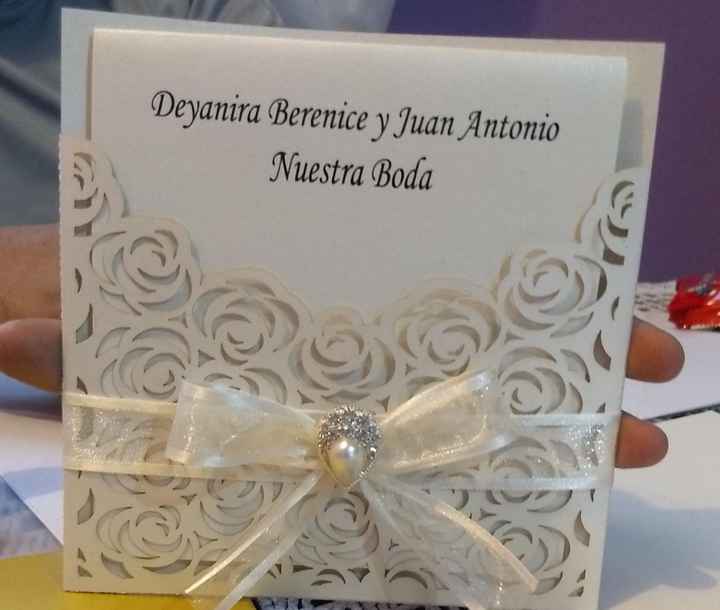 Deyanira Berenice y Juan Antonio
Nuestra Boda